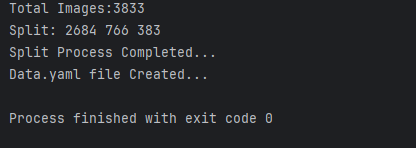 Total Images:3833
Split: 2684 766 383
Split Process Completed...
Data.yaml file Created...
Process finished with exit code 0